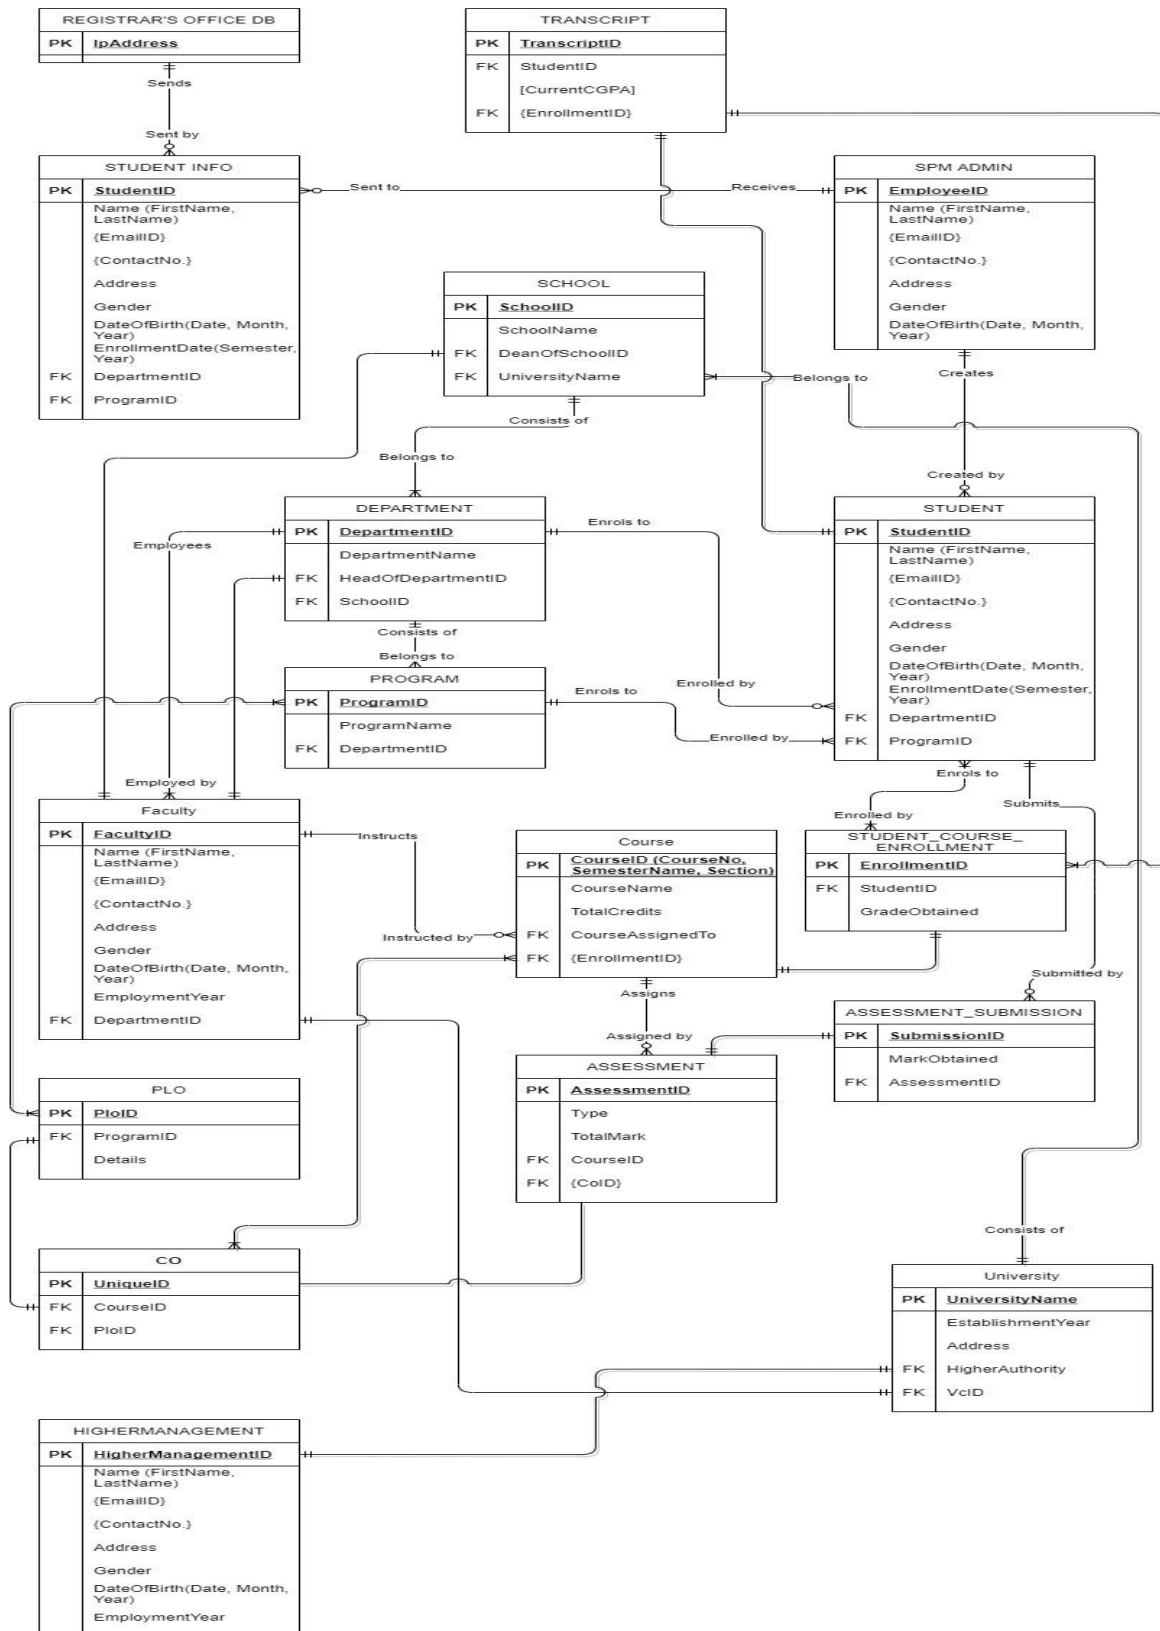 REGISTRAR'S OFFICE DB
PK IpAddress
Sends
Sent by
TRANSCRIPT
PK TranscriptID
FK StudentID
[CurrentCGPA]
FK {EnrollmentID}
STUDENT INFO
PK StudentID
Name (FirstName,
LastName)
{EmailID}
{ContactNo.}
Address
Gender
DateOfBirth(Date, Month,
Year)
EnrollmentDate(Semester,
Year)
FK DepartmentID
FK ProgramID
Sent to
Receives
SPM ADMIN
PK EmployeeID
Name (FirstName,
LastName)
{EmailID}
{ContactNo.}
Address
Gender
DateOfBirth(Date, Month,
Year)
Creates
Created by
SCHOOL
PK SchoolID
SchoolName
FK DeanOfSchoolID
FK UniversityName
Belongs to
Consists of
Belongs to
DEPARTMENT
PK DepartmentID
DepartmentName
FK HeadOfDepartmentID
FK SchoolID
Employees
Enrols to
Enrolled by
Consists of
Belongs to
PROGRAM
PK ProgramID
ProgramName
FK DepartmentID
Enrols to
Enrolled by
STUDENT
PK StudentID
Name (FirstName,
LastName)
{EmailID}
{ContactNo.}
Address
Gender
DateOfBirth(Date, Month,
Year)
EnrollmentDate(Semester,
Year)
FK DepartmentID
FK ProgramID
Enrols to
Submits
Enrolled by
Employed by
Faculty
PK FacultyID
Name (FirstName,
LastName)
{EmailID}
{ContactNo.}
Address
Gender
DateOfBirth(Date, Month,
Year)
EmploymentYear
FK DepartmentID
Instructs
Instructed by
Course
PK CourseID (CourseNo,
SemesterName, Section)
CourseName
TotalCredits
FK CourseAssignedTo
FK {EnrollmentID}
Assigns
Assigned by
STUDENT_COURSE_
ENROLLMENT
PK EnrollmentID
FK StudentID
GradeObtained
Submitted by
ASSESSMENT_SUBMISSION
PK SubmissionID
MarkObtained
FK AssessmentID
ASSESSMENT
PK AssessmentID
Type
TotalMark
FK CourseID
FK {CoID}
PLO
PK PloID
FK ProgramID
Details
CO
PK UniqueID
FK CourseID
FK PloID
Consists of
University
PK UniversityName
EstablishmentYear
Address
FK HigherAuthority
FK VcID
HIGHERMANAGEMENT
PK HigherManagementID
Name (FirstName,
LastName)
{EmailID}
{ContactNo.}
Address
Gender
DateOfBirth(Date, Month,
Year)
EmploymentYear